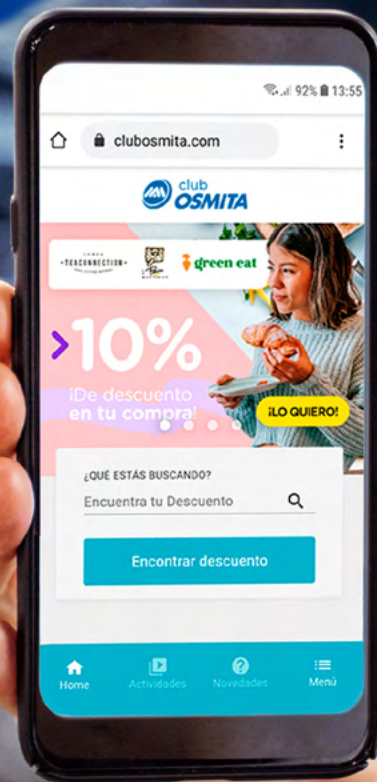 92% 13:55
clubosmita.com
club
OSMITA
TEACONNECTION
green eat
>10%
¡De descuento
en tu compra!
¡LO QUIERO!
¿QUÉ ESTÁS BUSCANDO?
Encuentra tu Descuento
Encontrar descuento
Home Actividades Novedades Menú